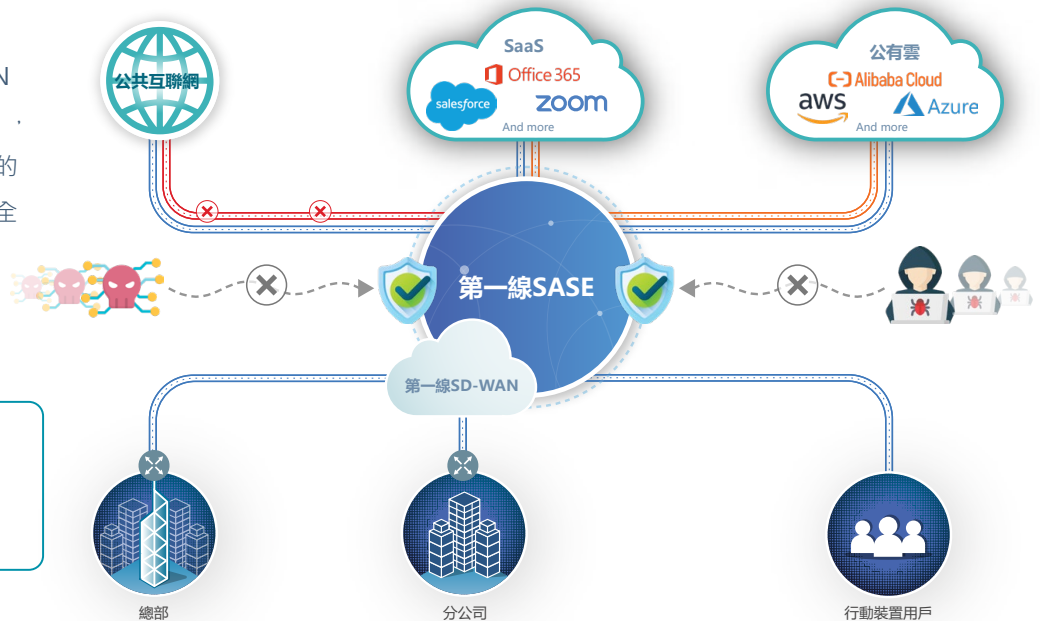 N
，
的
全
公共互聯網
SaaS
Office 365
salesforce
zoom
And more
公有雲
Alibaba Cloud
aws
Azure
And more
第一線SASE
第一線SD-WAN
總部
分公司
行動裝置用戶